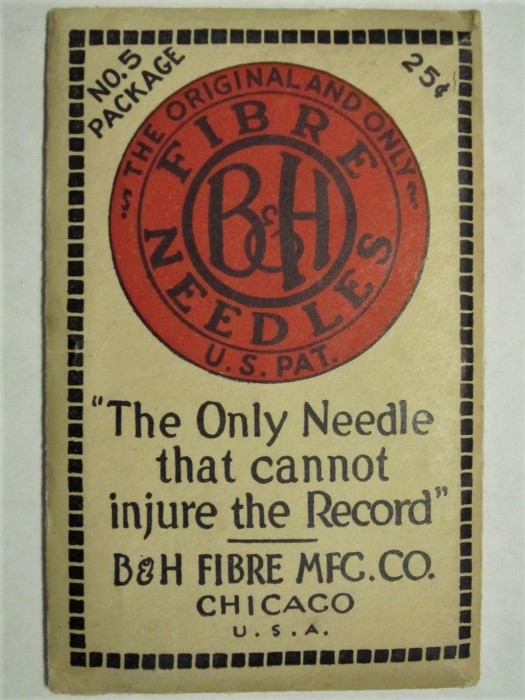 NO.5
PACKAGE
25¢
THE ORIGINAL AND ONLY
FIBRE
B&H
NEEDLES
U.S. PAT.
"The Only Needle
that cannot
injure the Record"
B&H FIBRE MFG. CO.
CHICAGO
U.S.A.